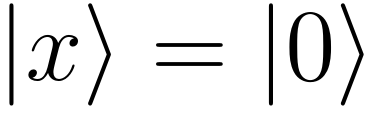 |x⟩ = |0⟩